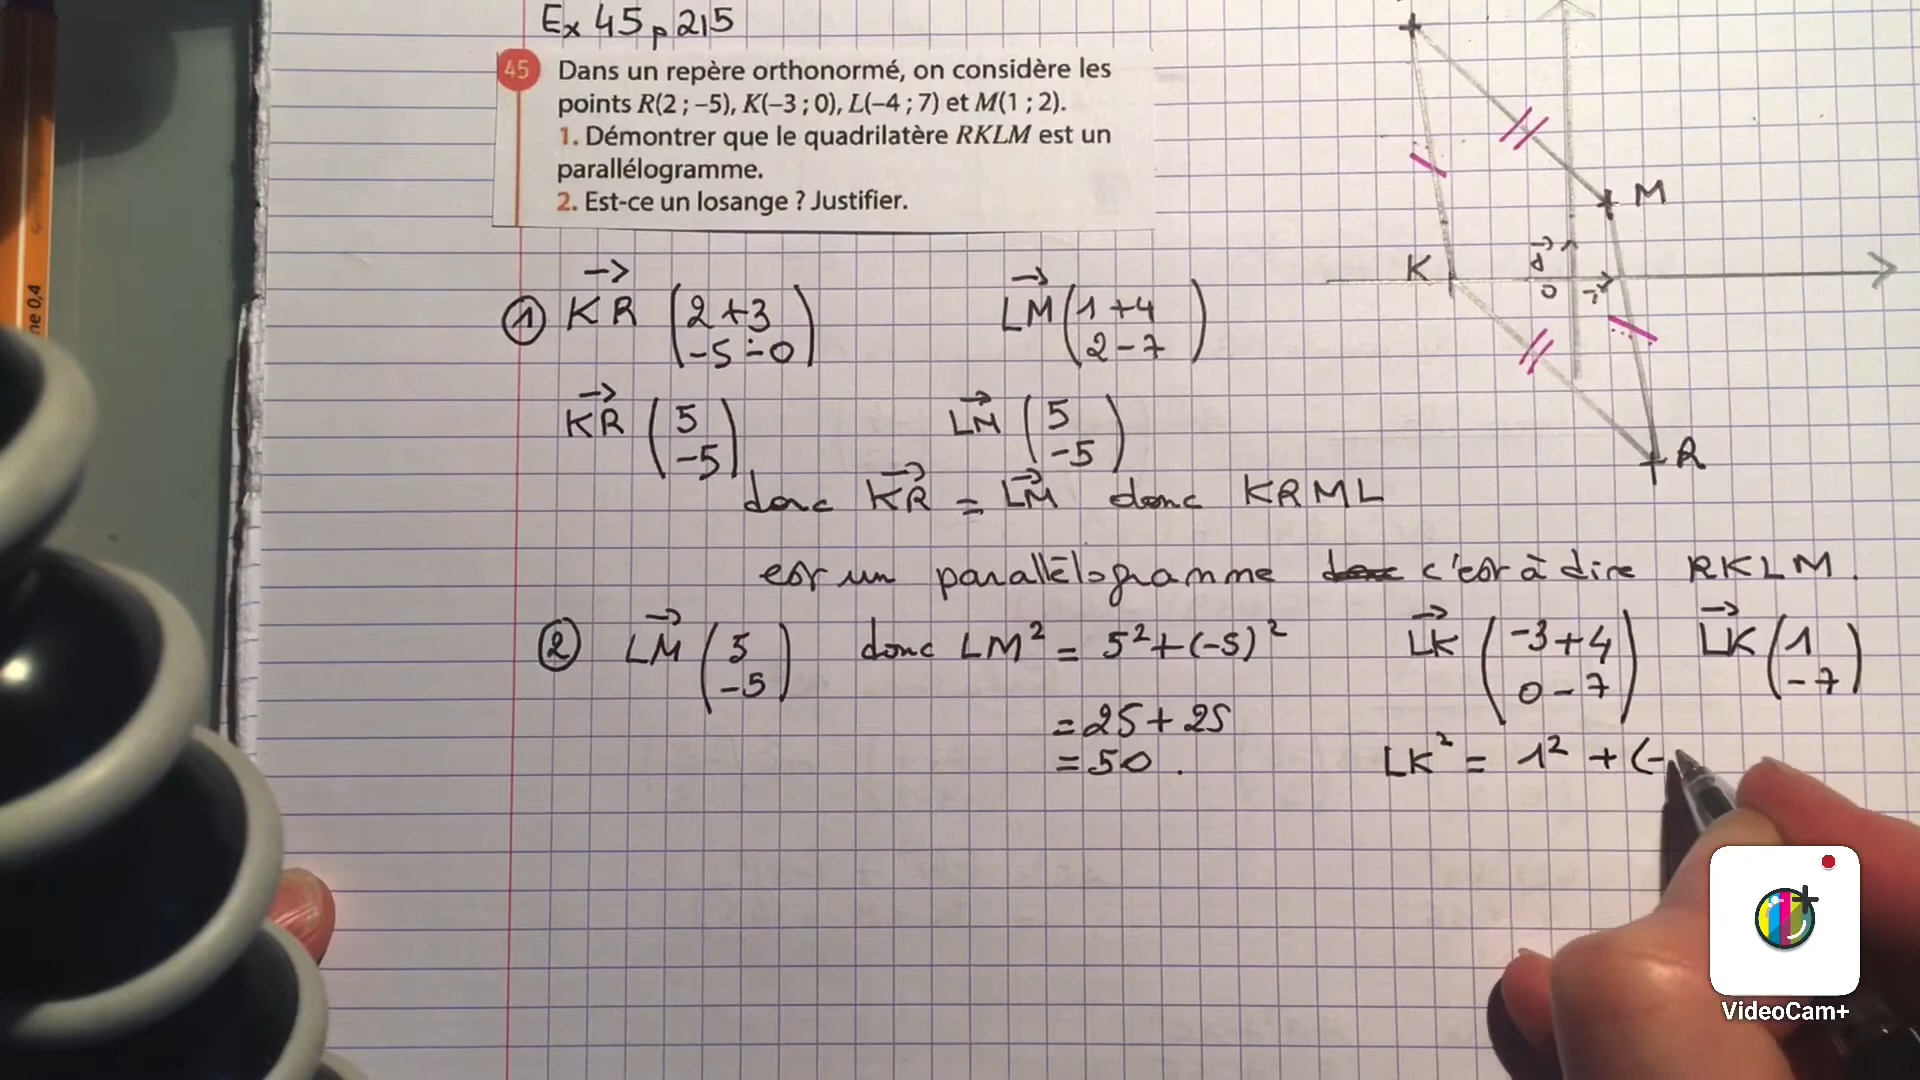 Ex 45 p 215
45 Dans un repère orthonormé, on considère les
points R(2 ; −5), K(−3 ; 0), L(−4 ; 7) et M(1 ; 2).
1. Démontrer que le quadrilatère RKLM est un
parallélogramme.
2. Est-ce un losange ? Justifier.
M
K
O
R
① KR (2+3 LM (1+4
-5-0) 2-7)
KR (5 LM (5
-5) -5)
donc KR = LM donc KRML
est un parallélogramme c'est à dire RKLM.
② LM (5 donc LM² = 5²+(-5)² LK (-3+4 LK (1
-5) 0-7) -7)
= 25+25
= 50. LK² = 1² + (-
ne 0,4
VideoCam+